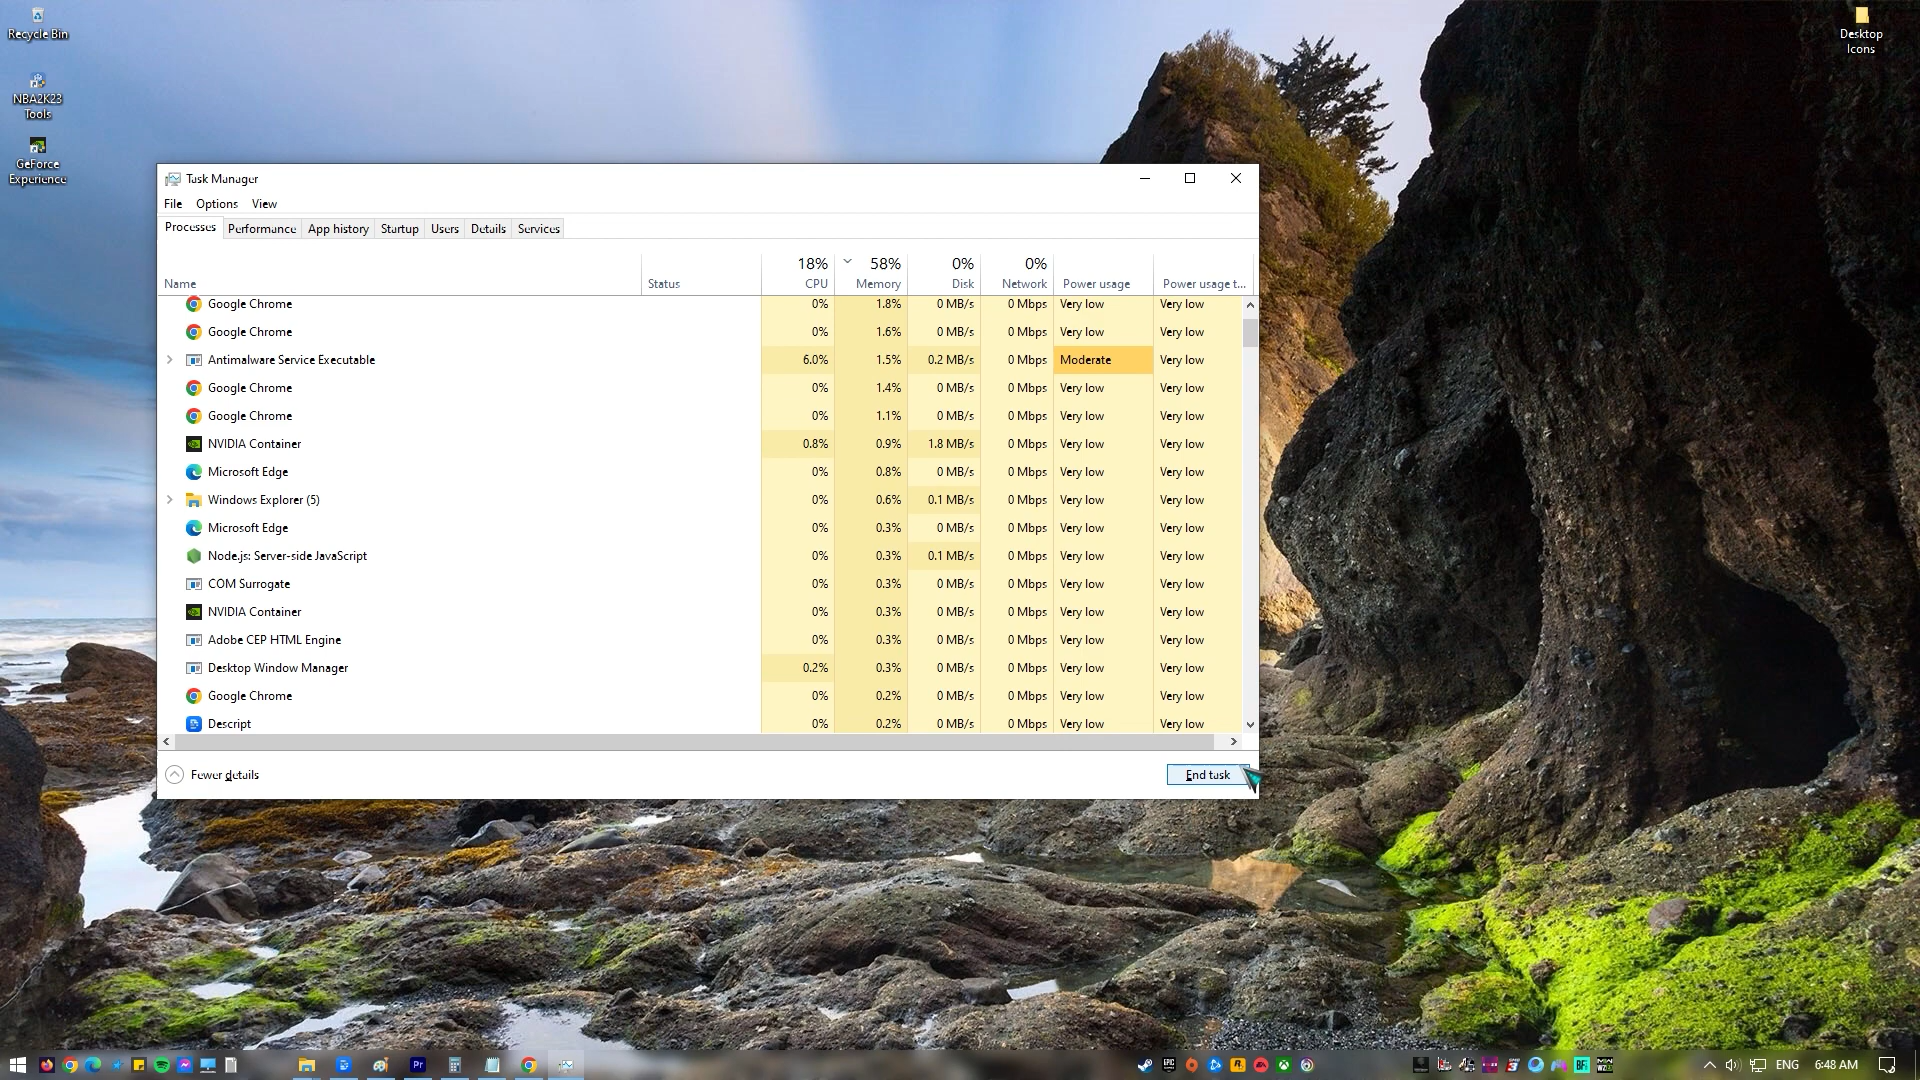 Recycle Bin
NBA2K23
Tools
GeForce
Experience
Desktop
Icons
Task Manager
File Options View
Processes Performance App history Startup Users Details Services
18% 58% 0% 0%
Name Status CPU Memory Disk Network Power usage Power usage t...
Google Chrome 0% 1.8% 0 MB/s 0 Mbps Very low Very low
Google Chrome 0% 1.6% 0 MB/s 0 Mbps Very low Very low
Antimalware Service Executable 6.0% 1.5% 0.2 MB/s 0 Mbps Moderate Very low
Google Chrome 0% 1.4% 0 MB/s 0 Mbps Very low Very low
Google Chrome 0% 1.1% 0 MB/s 0 Mbps Very low Very low
NVIDIA Container 0.8% 0.9% 1.8 MB/s 0 Mbps Very low Very low
Microsoft Edge 0% 0.8% 0 MB/s 0 Mbps Very low Very low
Windows Explorer (5) 0% 0.6% 0.1 MB/s 0 Mbps Very low Very low
Microsoft Edge 0% 0.3% 0 MB/s 0 Mbps Very low Very low
Node.js: Server-side JavaScript 0% 0.3% 0.1 MB/s 0 Mbps Very low Very low
COM Surrogate 0% 0.3% 0 MB/s 0 Mbps Very low Very low
NVIDIA Container 0% 0.3% 0 MB/s 0 Mbps Very low Very low
Adobe CEP HTML Engine 0% 0.3% 0 MB/s 0 Mbps Very low Very low
Desktop Window Manager 0.2% 0.3% 0 MB/s 0 Mbps Very low Very low
Google Chrome 0% 0.2% 0 MB/s 0 Mbps Very low Very low
Descript 0% 0.2% 0 MB/s 0 Mbps Very low Very low
Fewer details End task
Pr ENG 6:48 AM